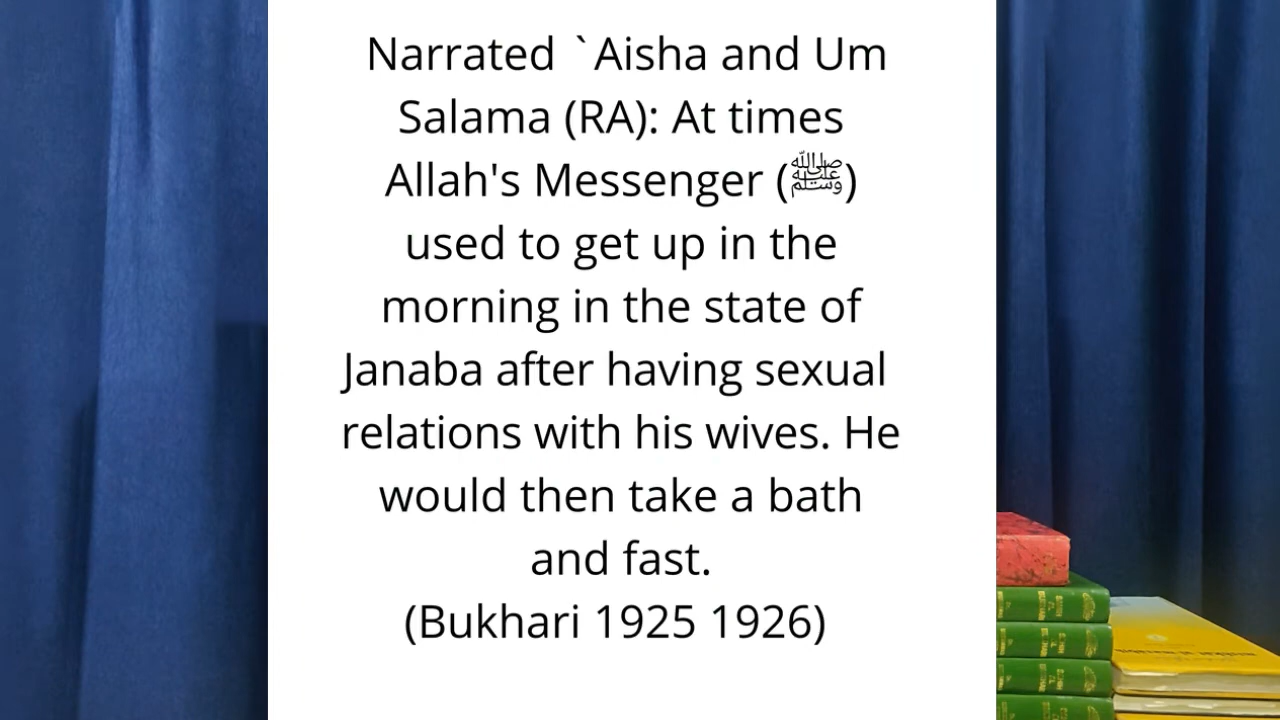 Narrated `Aisha and Um
Salama (RA): At times
Allah's Messenger (ﷺ)
used to get up in the
morning in the state of
Janaba after having sexual
relations with his wives. He
would then take a bath
and fast.
(Bukhari 1925 1926)